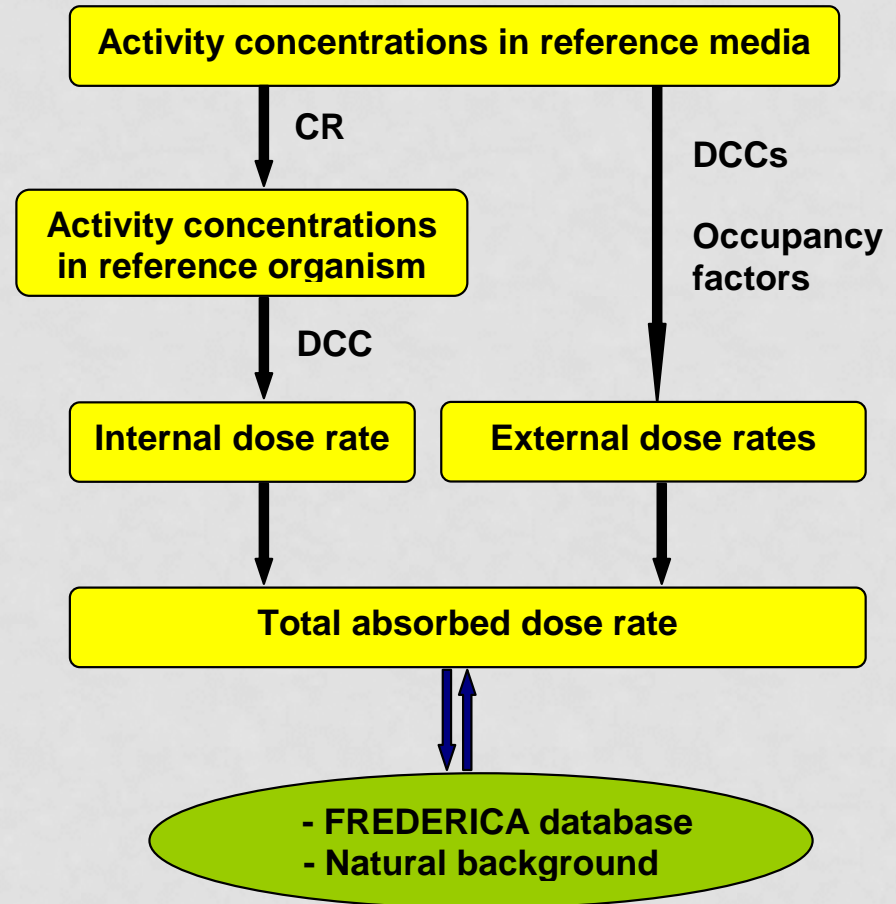 Activity concentrations in reference media
CR
DCCs
Occupancy
factors
Activity concentrations
in reference organism
DCC
Internal dose rate
External dose rates
Total absorbed dose rate
- FREDERICA database
- Natural background